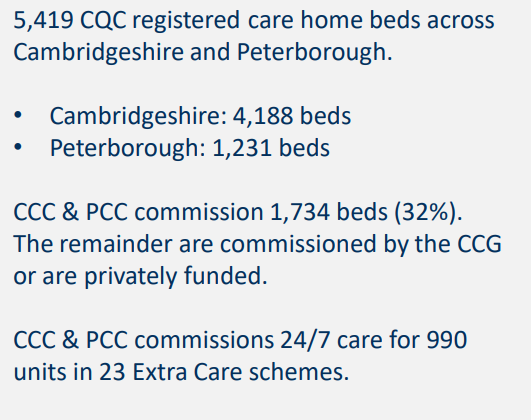 5,419 CQC registered care home beds across
Cambridgeshire and Peterborough.
• Cambridgeshire: 4,188 beds
• Peterborough: 1,231 beds
CCC & PCC commission 1,734 beds (32%).
The remainder are commissioned by the CCG
or are privately funded.
CCC & PCC commissions 24/7 care for 990
units in 23 Extra Care schemes.